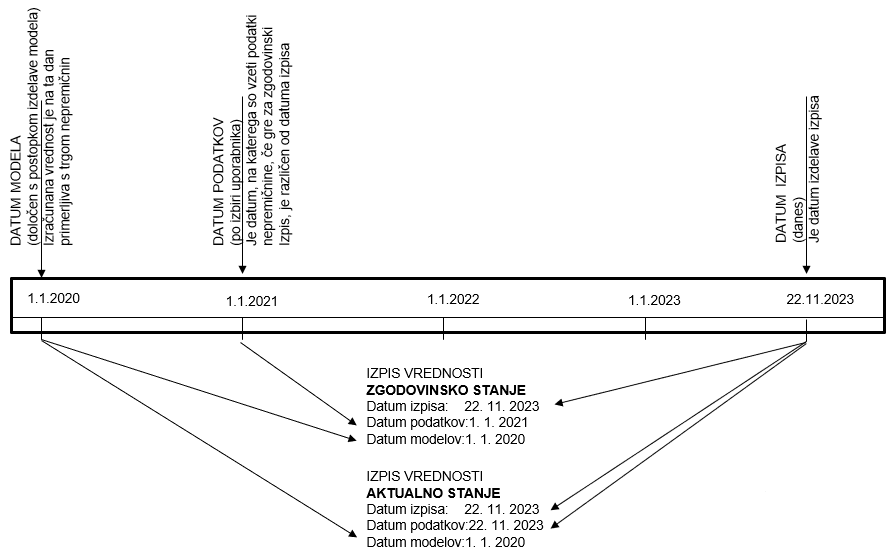 DATUM MODELA
(določen s postopkom izdelave modela)
Izračunana vrednost je na ta dan
primerljiva s trgom nepremičnin
DATUM PODATKOV
(po izbiri uporabnika)
Je datum, na katerega so vzeti podatki
nepremičnine, če gre za zgodovinski
Izpis, je različen od datuma izpisa
DATUM IZPISA
(danes)
Je datum izdelave izpisa
1.1.2020
1.1.2021
1.1.2022
1.1.2023
22.11.2023
IZPIS VREDNOSTI
ZGODOVINSKO STANJE
Datum izpisa: 22. 11. 2023
Datum podatkov:1. 1. 2021
Datum modelov:1. 1. 2020
IZPIS VREDNOSTI
AKTUALNO STANJE
Datum izpisa: 22. 11. 2023
Datum podatkov:22. 11. 2023
Datum modelov:1. 1. 2020